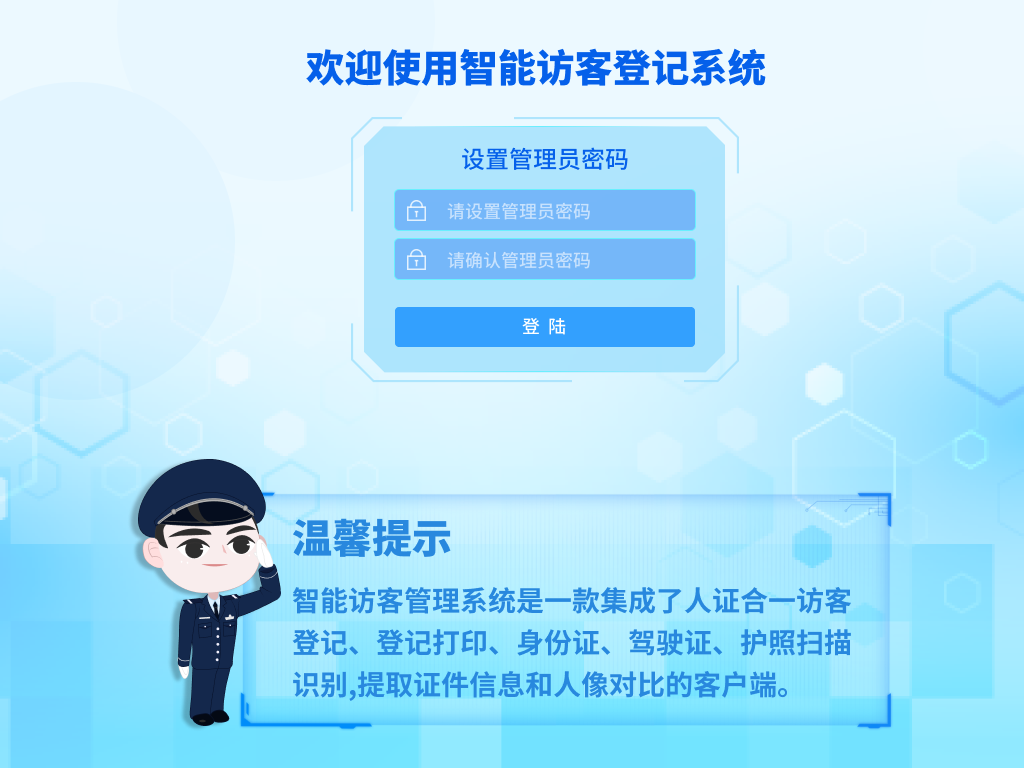 欢迎使用智能访客登记系统
设置管理员密码
请设置管理员密码
请确认管理员密码
登 陆
温馨提示
智能访客管理系统是一款集成了人证合一访客
登记、登记打印、身份证、驾驶证、护照扫描
识别,提取证件信息和人像对比的客户端。